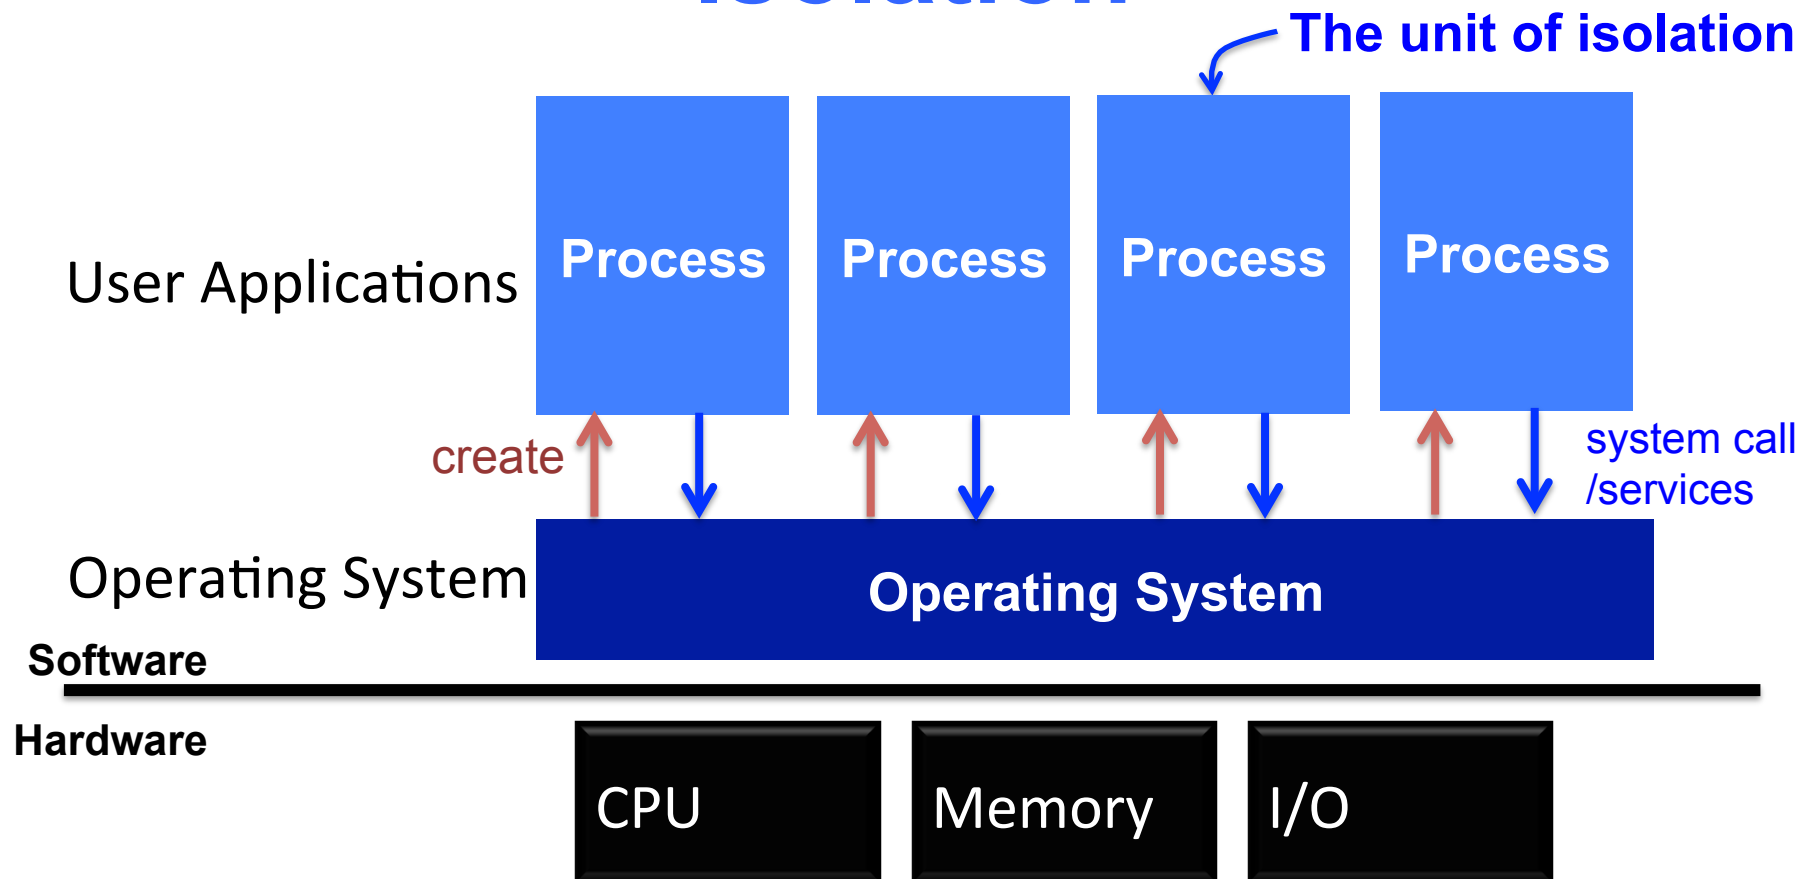 The unit of isolation
Process
Process
Process
Process
User Applications
create
system call
/services
Operating System
Operating System
Software
Hardware
CPU
Memory
I/O